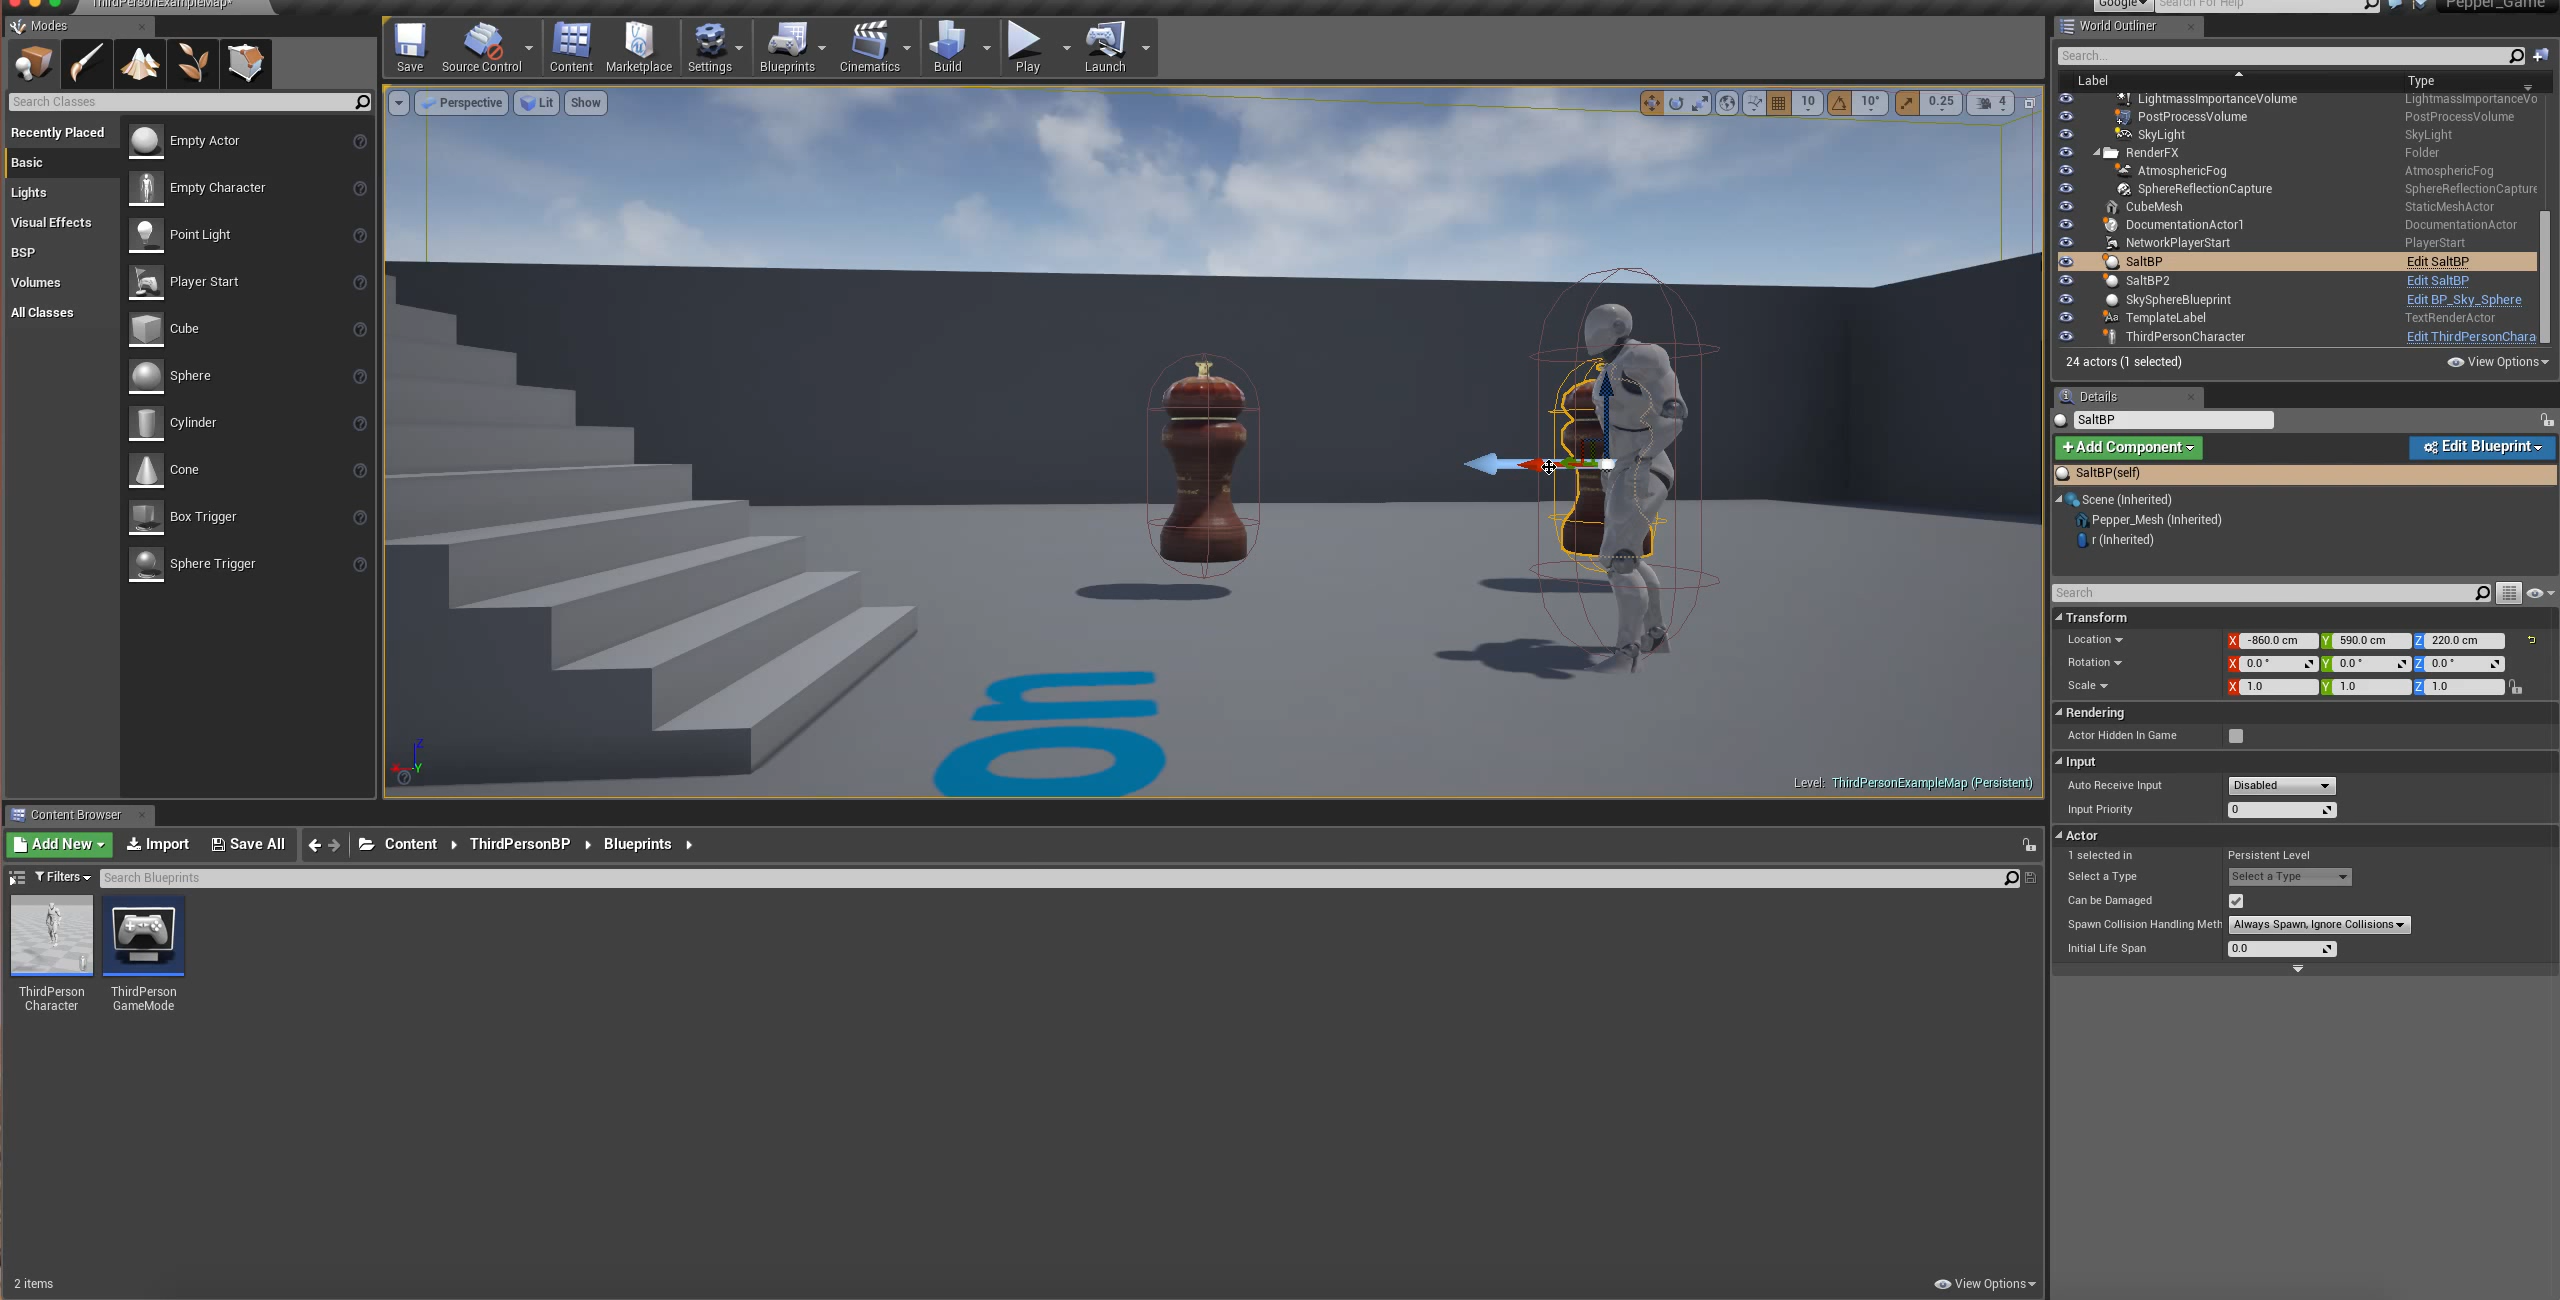 ThirdPersonExampleMap*
Google
Search For Help
Pepper_Game
Modes
Save
Source Control
Content
Marketplace
Settings
Blueprints
Cinematics
Build
Play
Launch
World Outliner
Search...
Label
Type
Search Classes
Recently Placed
Basic
Lights
Visual Effects
BSP
Volumes
All Classes
Empty Actor
Empty Character
Point Light
Player Start
Cube
Sphere
Cylinder
Cone
Box Trigger
Sphere Trigger
Perspective
Lit
Show
10
10°
0.25
4
Z
Y
Level: ThirdPersonExampleMap (Persistent)
LightmassImportanceVolume LightmassImportanceVo
PostProcessVolume PostProcessVolume
SkyLight SkyLight
RenderFX Folder
AtmosphericFog AtmosphericFog
SphereReflectionCapture SphereReflectionCapture
CubeMesh StaticMeshActor
DocumentationActor1 DocumentationActor
NetworkPlayerStart PlayerStart
SaltBP Edit SaltBP
SaltBP2 Edit SaltBP
SkySphereBlueprint Edit BP_Sky_Sphere
TemplateLabel TextRenderActor
ThirdPersonCharacter Edit ThirdPersonChara
24 actors (1 selected)
View Options
Details
SaltBP
+Add Component
Edit Blueprint
SaltBP(self)
Scene (Inherited)
Pepper_Mesh (Inherited)
r (Inherited)
Search
Transform
Location X -860.0 cm Y 590.0 cm Z 220.0 cm
Rotation X 0.0 ° Y 0.0 ° Z 0.0 °
Scale X 1.0 Y 1.0 Z 1.0
Rendering
Actor Hidden In Game
Input
Auto Receive Input Disabled
Input Priority 0
Actor
1 selected in Persistent Level
Select a Type Select a Type
Can be Damaged
Spawn Collision Handling Meth Always Spawn, Ignore Collisions
Initial Life Span 0.0
Content Browser
Add New
Import
Save All
Content
ThirdPersonBP
Blueprints
Filters
Search Blueprints
ThirdPerson
Character
ThirdPerson
GameMode
2 items
View Options